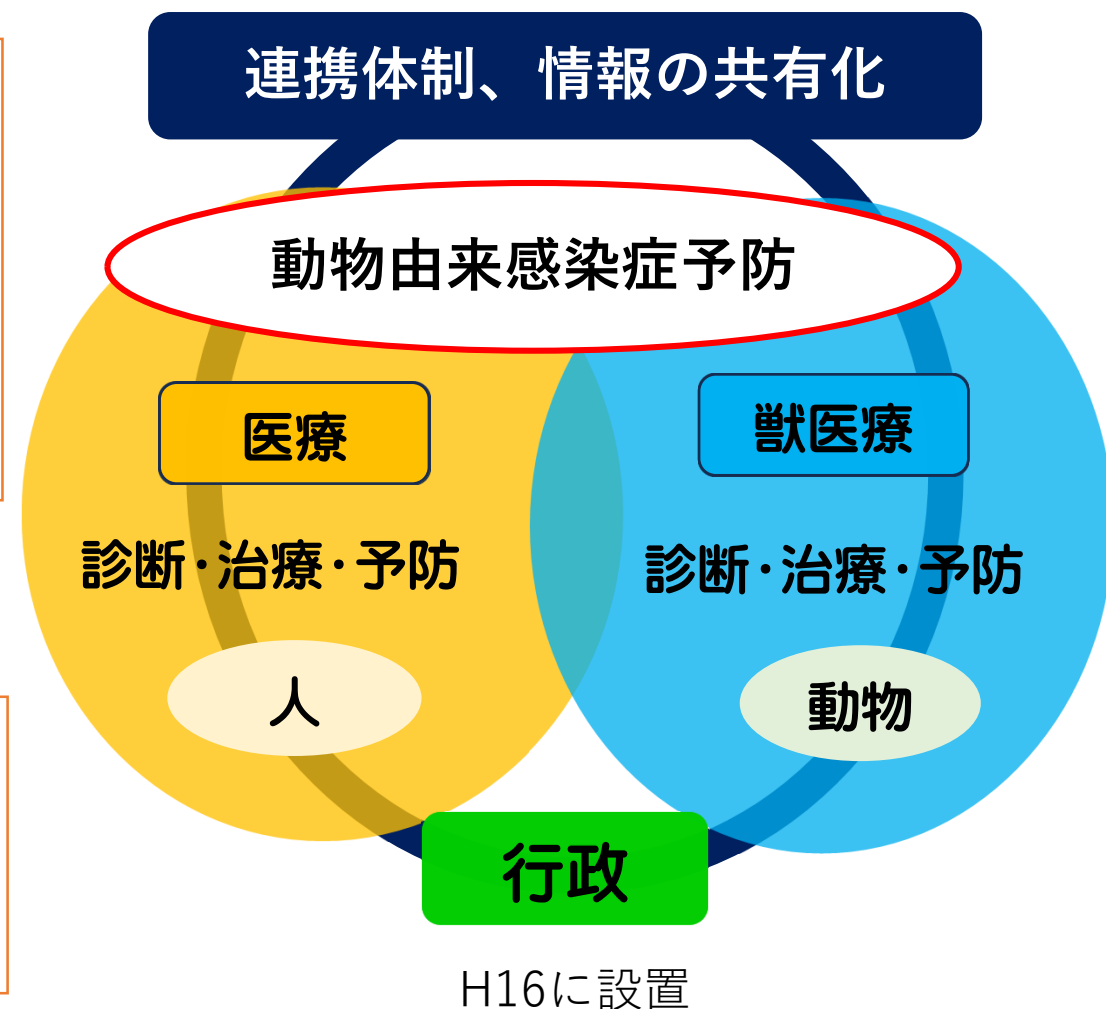 連携体制、情報の共有化
動物由来感染症予防
医療
獣医療
診断・治療・予防
診断・治療・予防
人
動物
行政
H16に設置